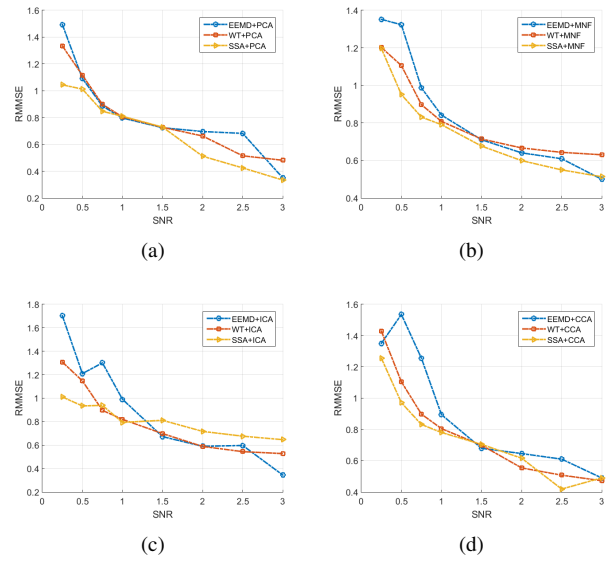 1.6
1.4
1.2
1
0.8
0.6
0.4
0.2
RMMSE
0 0.5 1 1.5 2 2.5 3
SNR
EEMD+PCA
WT+PCA
SSA+PCA
(a)
1.4
1.2
1
0.8
0.6
0.4
RMMSE
0 0.5 1 1.5 2 2.5 3
SNR
EEMD+MNF
WT+MNF
SSA+MNF
(b)
1.8
1.6
1.4
1.2
1
0.8
0.6
0.4
0.2
RMMSE
0 0.5 1 1.5 2 2.5 3
SNR
EEMD+ICA
WT+ICA
SSA+ICA
(c)
1.6
1.4
1.2
1
0.8
0.6
0.4
RMMSE
0 0.5 1 1.5 2 2.5 3
SNR
EEMD+CCA
WT+CCA
SSA+CCA
(d)